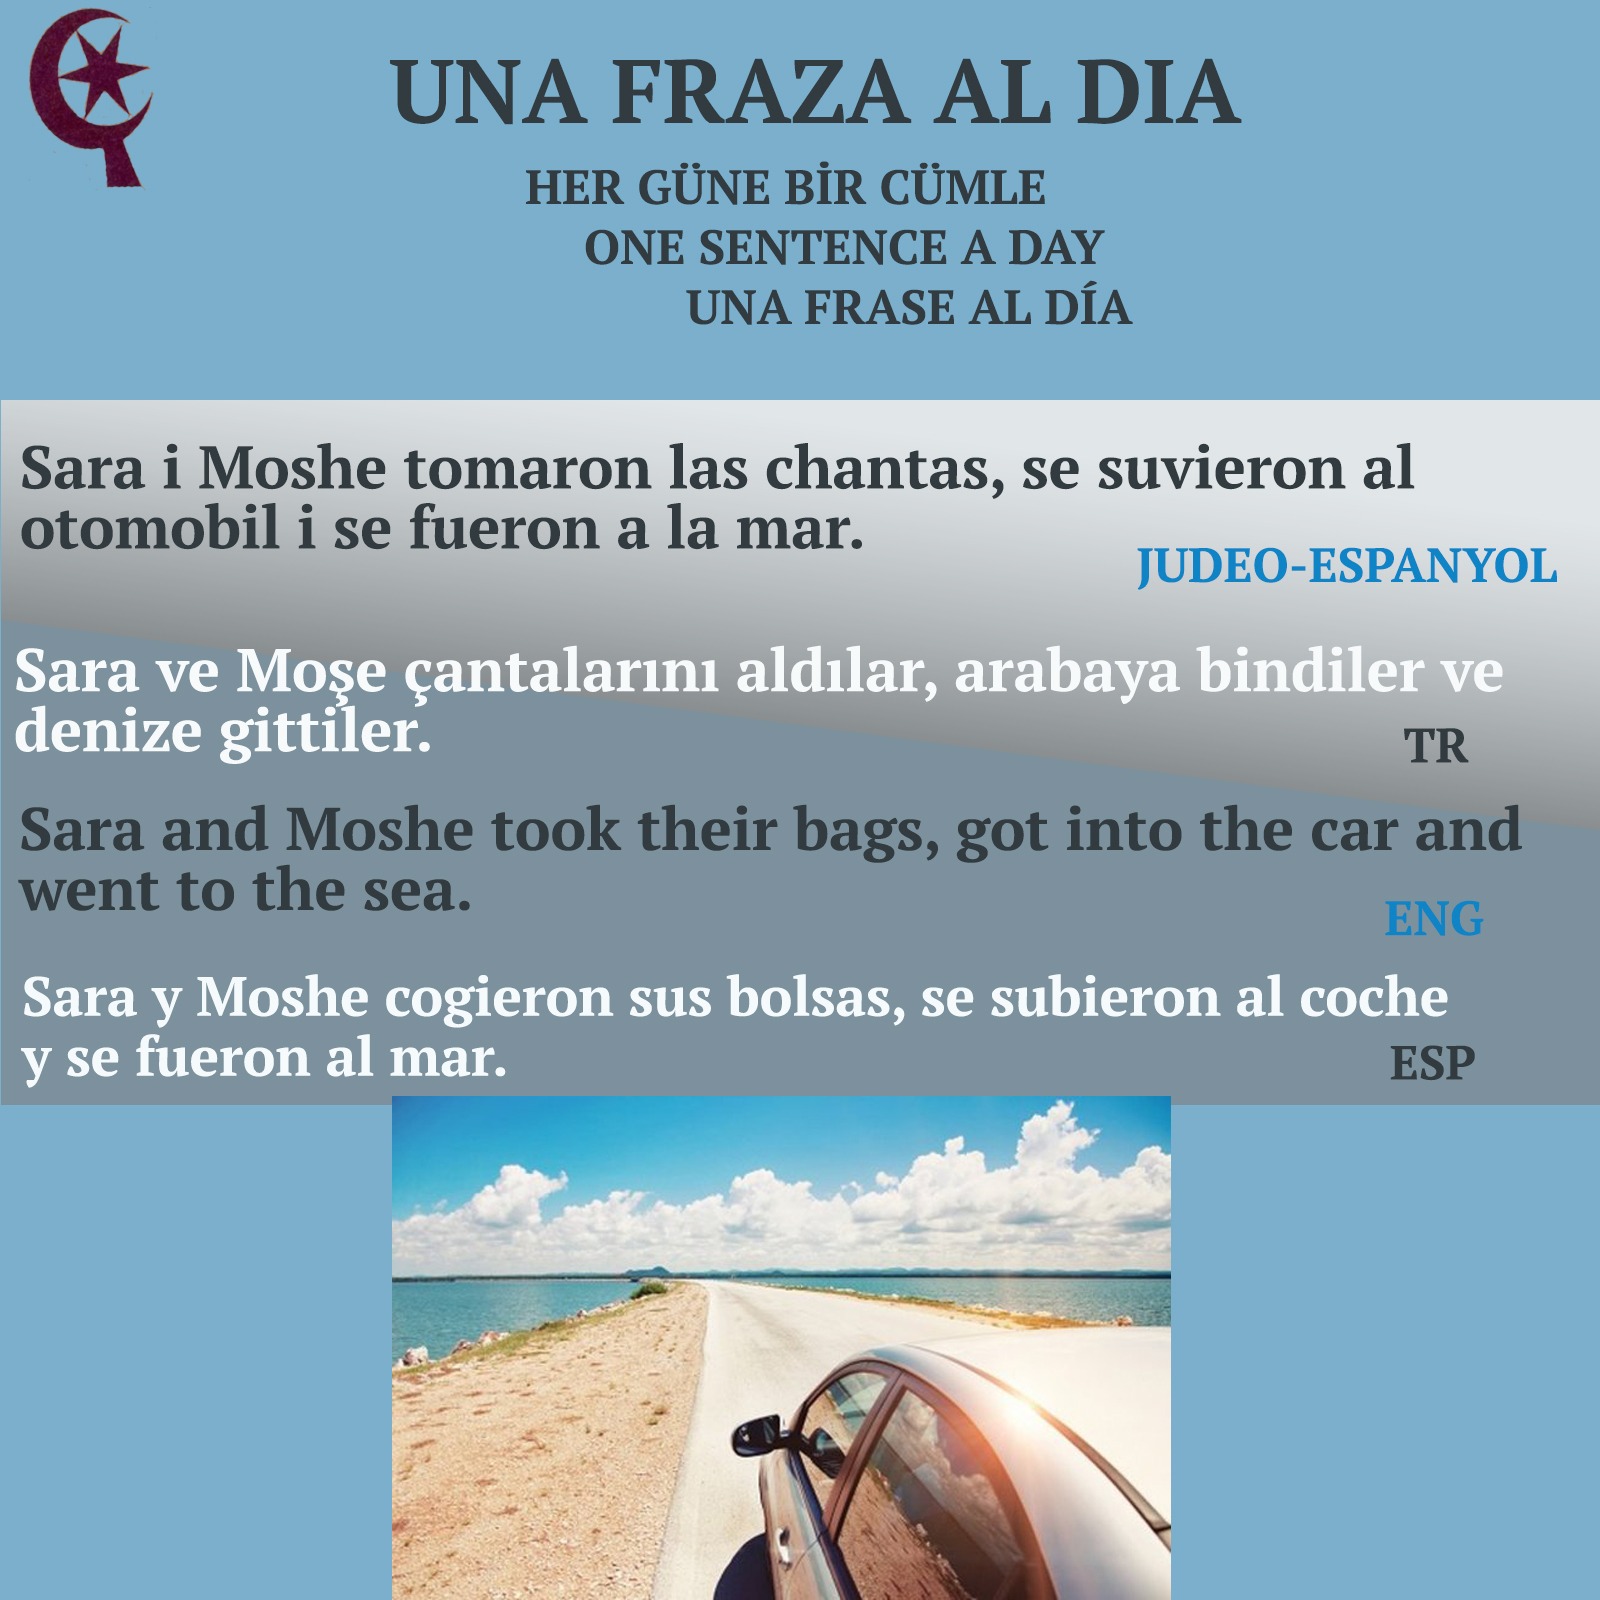 UNA FRAZA AL DIA
HER GÜNE BİR CÜMLE
ONE SENTENCE A DAY
UNA FRASE AL DÍA
Sara i Moshe tomaron las chantas, se suvieron al
otomobil i se fueron a la mar.
JUDEO-ESPANYOL
Sara ve Moşe çantalarını aldılar, arabaya bindiler ve
denize gittiler.
TR
Sara and Moshe took their bags, got into the car and
went to the sea.
ENG
Sara y Moshe cogieron sus bolsas, se subieron al coche
y se fueron al mar.
ESP